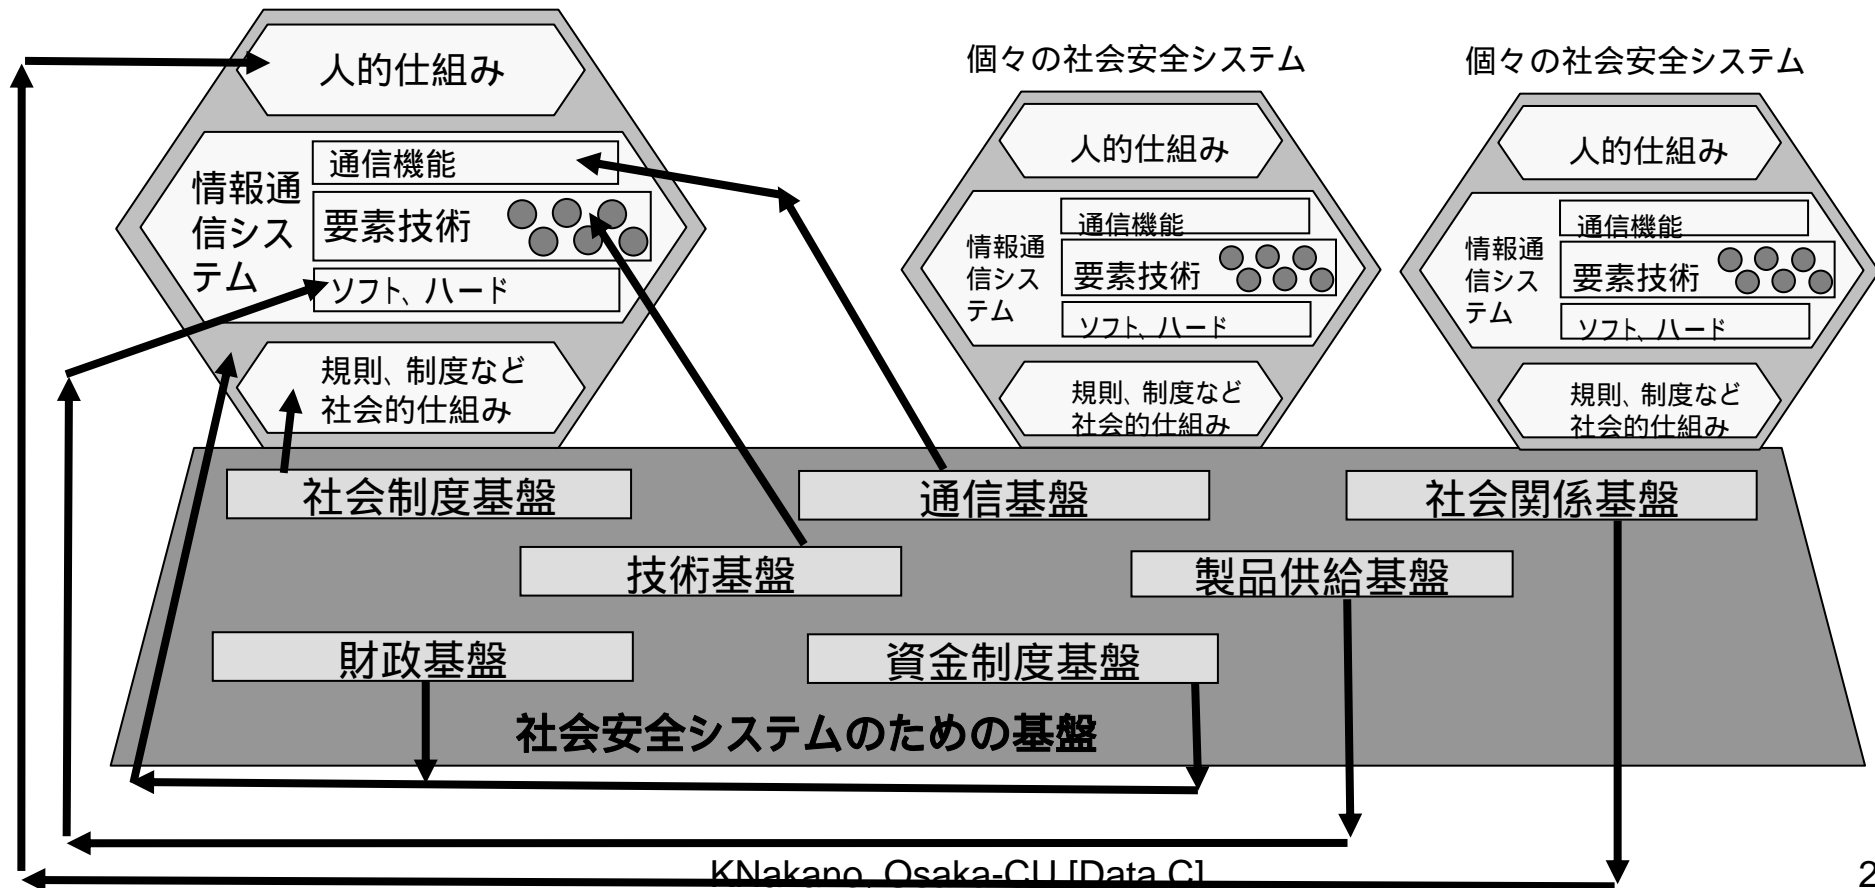 人的仕組み
情報通
信シス
テム
通信機能
要素技術
ソフト、ハード
規則、制度など
社会的仕組み
個々の社会安全システム
人的仕組み
情報通
信シス
テム
通信機能
要素技術
ソフト、ハード
規則、制度など
社会的仕組み
個々の社会安全システム
人的仕組み
情報通
信シス
テム
通信機能
要素技術
ソフト、ハード
規則、制度など
社会的仕組み
社会制度基盤
通信基盤
社会関係基盤
技術基盤
製品供給基盤
財政基盤
資金制度基盤
社会安全システムのための基盤
KNakano, Osaka-CU [Data C]
2